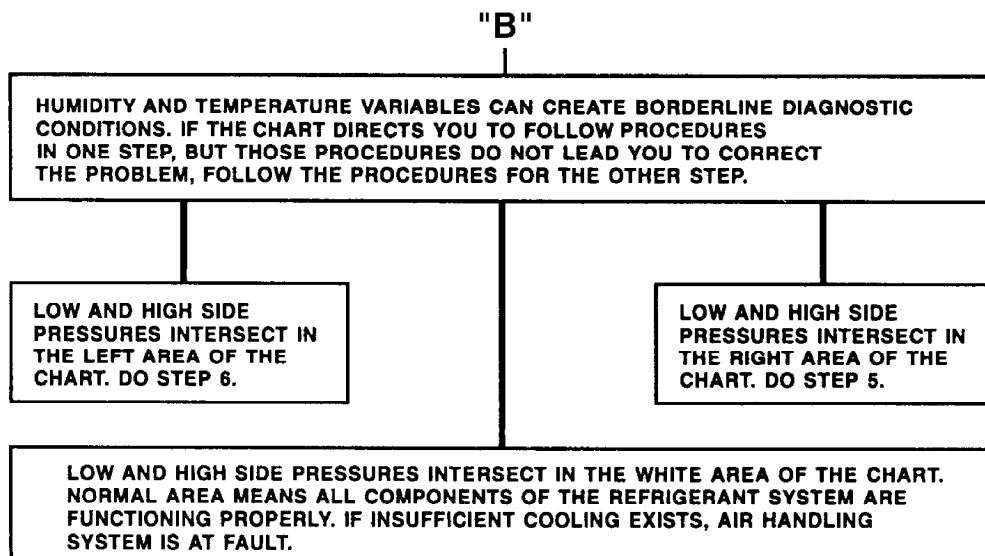 "B"
HUMIDITY AND TEMPERATURE VARIABLES CAN CREATE BORDERLINE DIAGNOSTIC
CONDITIONS. IF THE CHART DIRECTS YOU TO FOLLOW PROCEDURES
IN ONE STEP, BUT THOSE PROCEDURES DO NOT LEAD YOU TO CORRECT
THE PROBLEM, FOLLOW THE PROCEDURES FOR THE OTHER STEP.
LOW AND HIGH SIDE
PRESSURES INTERSECT IN
THE LEFT AREA OF THE
CHART. DO STEP 6.
LOW AND HIGH SIDE
PRESSURES INTERSECT IN
THE RIGHT AREA OF THE
CHART. DO STEP 5.
LOW AND HIGH SIDE PRESSURES INTERSECT IN THE WHITE AREA OF THE CHART.
NORMAL AREA MEANS ALL COMPONENTS OF THE REFRIGERANT SYSTEM ARE
FUNCTIONING PROPERLY. IF INSUFFICIENT COOLING EXISTS, AIR HANDLING
SYSTEM IS AT FAULT.